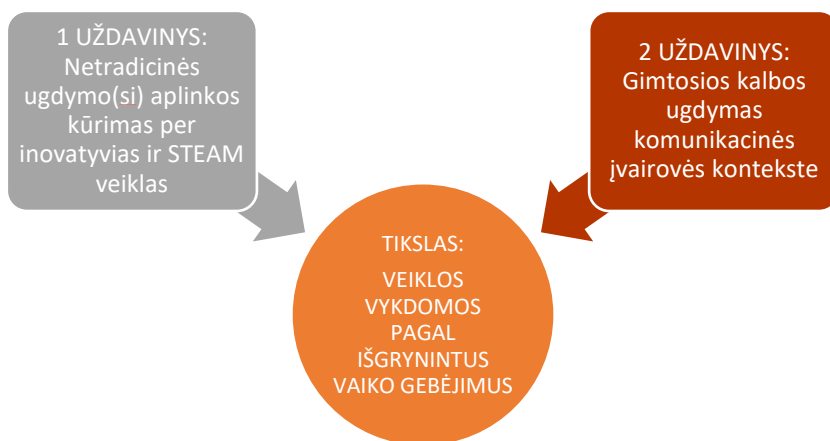 1 UŽDAVINYS:
Netradicinės
ugdymo(si) aplinkos
kūrimas per
inovatyvias ir STEAM
veiklas
2 UŽDAVINYS:
Gimtosios kalbos
ugdymas
komunikacinės
įvairovės kontekste
TIKSLAS:
VEIKLOS
VYKDOMOS
PAGAL
IŠGRYNINTUS
VAIKO GEBĖJIMUS